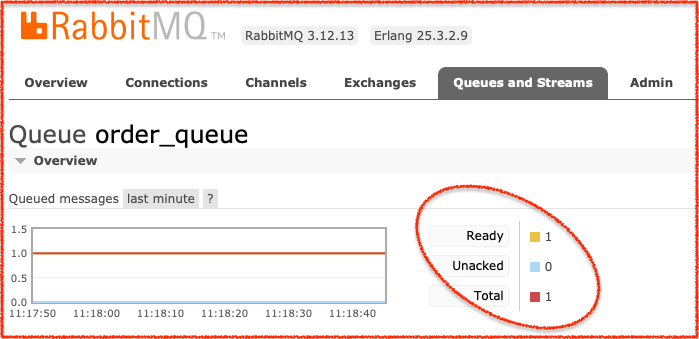 RabbitMQ TM RabbitMQ 3.12.13 Erlang 25.3.2.9
Overview Connections Channels Exchanges Queues and Streams Admin
Queue order_queue
Overview
Queued messages last minute ?
1.5
1.0
0.5
0.0
11:17:50 11:18:00 11:18:10 11:18:20 11:18:30 11:18:40
Ready 1
Unacked 0
Total 1